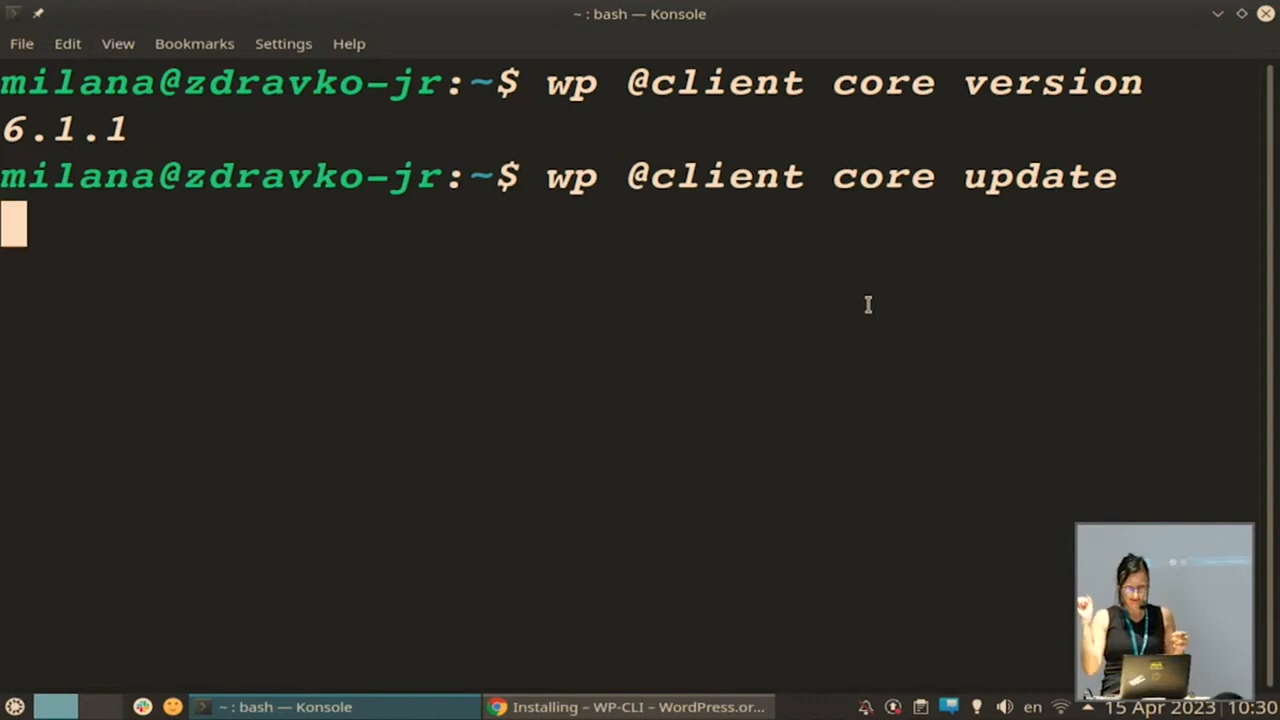 ~ : bash — Konsole
File Edit View Bookmarks Settings Help
milana@zdravko-jr:~$ wp @client core version
6.1.1
milana@zdravko-jr:~$ wp @client core update
~ : bash — Konsole
Installing – WP-CLI – WordPress.or...
en
15 Apr 2023
10:30